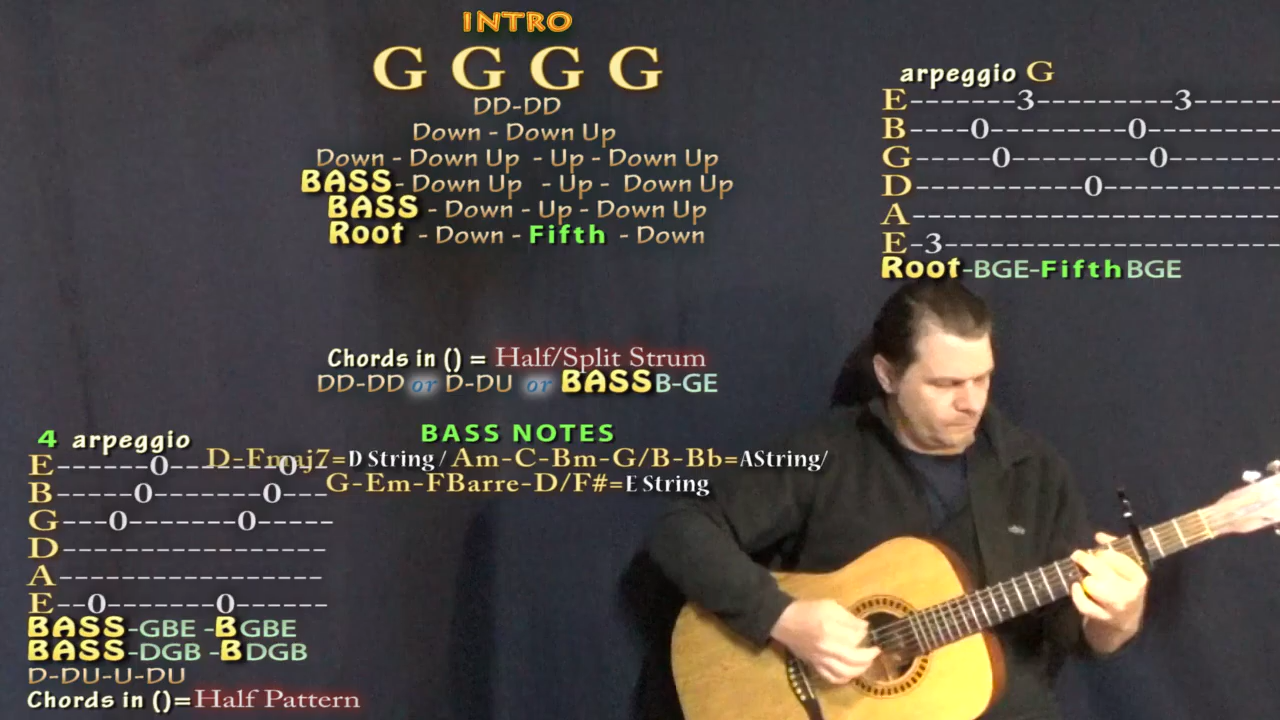 INTRO
G G G G
DD-DD
Down - Down Up
Down - Down Up - Up - Down Up
BASS- Down Up - Up - Down Up
BASS - Down - Up - Down Up
Root - Down - Fifth - Down
arpeggio G
E-------3---------3------
B----0---------0---------
G------0---------0-------
D-----------0------------
A------------------------
E-3----------------------
Root-BGE-Fifth BGE
Chords in () = Half/Split Strum
DD-DD or D-DU or BASS B-GE
BASS NOTES
D-Fmaj7=D String / Am-C-Bm-G/B-Bb=AString/
G-Em-FBarre-D/F#=E String
4 arpeggio
E------0--------0--
B-----0--------0---
G---0--------0-----
D------------------
A------------------
E--0-------0-------
BASS-GBE -BGBE
BASS-DGB -BDGB
D-DU-U-DU
Chords in ()=Half Pattern